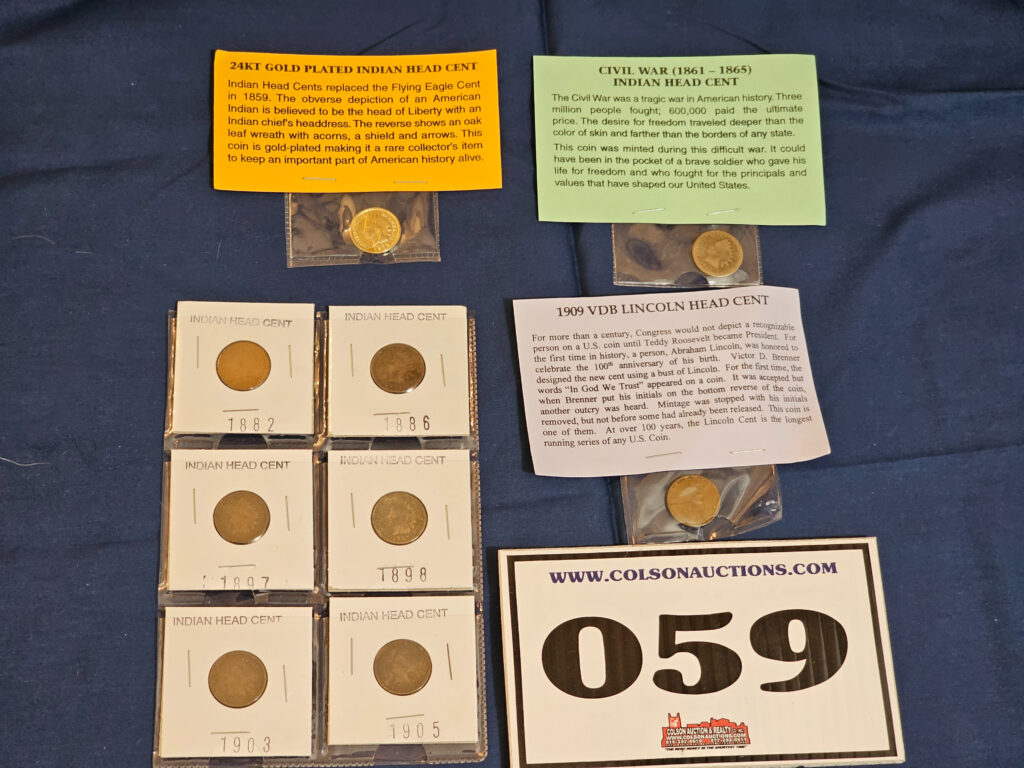 24KT GOLD PLATED INDIAN HEAD CENT
Indian Head Cents replaced the Flying Eagle Cent
in 1859. The obverse depiction of an American
Indian is believed to be the head of Liberty with an
Indian chief's headdress. The reverse shows an oak
leaf wreath with acorns, a shield and arrows. This
coin is gold-plated making it a rare collector's item
to keep an important part of American history alive.
CIVIL WAR (1861 – 1865)
INDIAN HEAD CENT
The Civil War was a tragic war in American history. Three
million people fought; 600,000 paid the ultimate
price. The desire for freedom traveled deeper than the
color of skin and farther than the borders of any state.
This coin was minted during this difficult war. It could
have been in the pocket of a brave soldier who gave his
life for freedom and who fought for the principals and
values that have shaped our United States.
1909 VDB LINCOLN HEAD CENT
For more than a century, Congress would not depict a recognizable
person on a U.S. coin until Teddy Roosevelt became President. For
the first time in history, a person, Abraham Lincoln, was honored to
celebrate the 100th anniversary of his birth. Victor D. Brenner
designed the new cent using a bust of Lincoln. For the first time, the
words "In God We Trust" appeared on a coin. It was accepted but
when Brenner put his initials on the bottom reverse of the coin,
another outcry was heard. Mintage was stopped with his initials
removed, but not before some had already been released. This coin is
one of them. At over 100 years, the Lincoln Cent is the longest
running series of any U.S. Coin.
INDIAN HEAD CENT
1882
INDIAN HEAD CENT
1886
INDIAN HEAD CENT
1897
INDIAN HEAD CENT
1898
INDIAN HEAD CENT
1903
INDIAN HEAD CENT
1905
WWW.COLSONAUCTIONS.COM
059
COLSON AUCTION & REALTY
WWW.COLSONAUCTIONS.COM